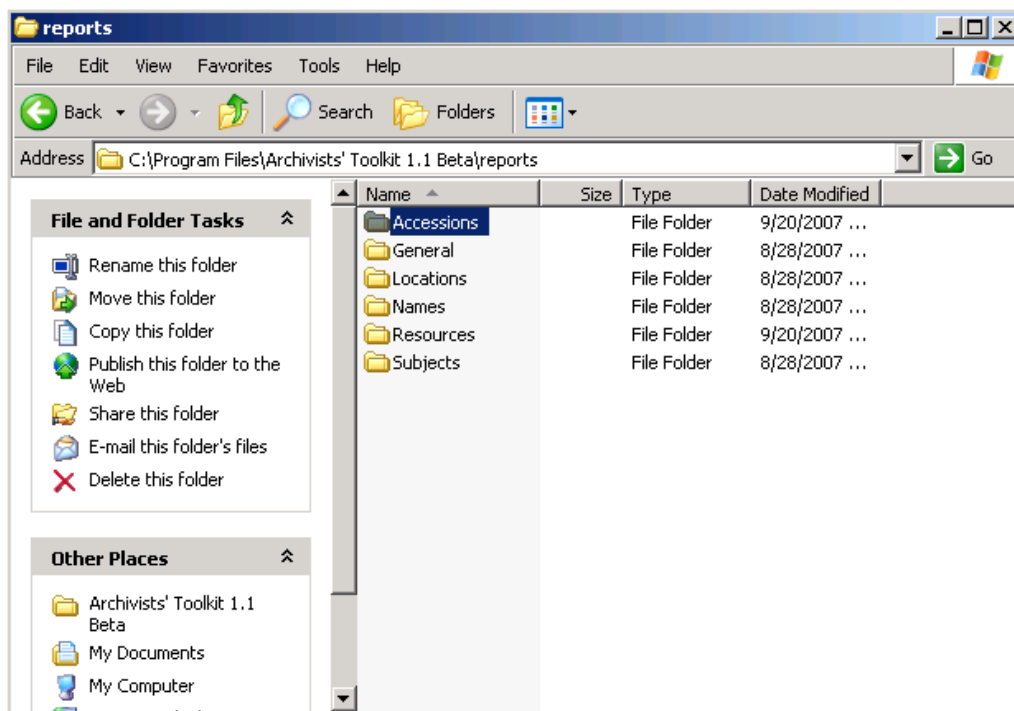 reports
File Edit View Favorites Tools Help
Back Search Folders
Address C:\Program Files\Archivists' Toolkit 1.1 Beta\reports Go
File and Folder Tasks
Rename this folder
Move this folder
Copy this folder
Publish this folder to the
Web
Share this folder
E-mail this folder's files
Delete this folder
Other Places
Archivists' Toolkit 1.1
Beta
My Documents
My Computer
Name Size Type Date Modified
Accessions File Folder 9/20/2007 ...
General File Folder 8/28/2007 ...
Locations File Folder 8/28/2007 ...
Names File Folder 8/28/2007 ...
Resources File Folder 9/20/2007 ...
Subjects File Folder 8/28/2007 ...